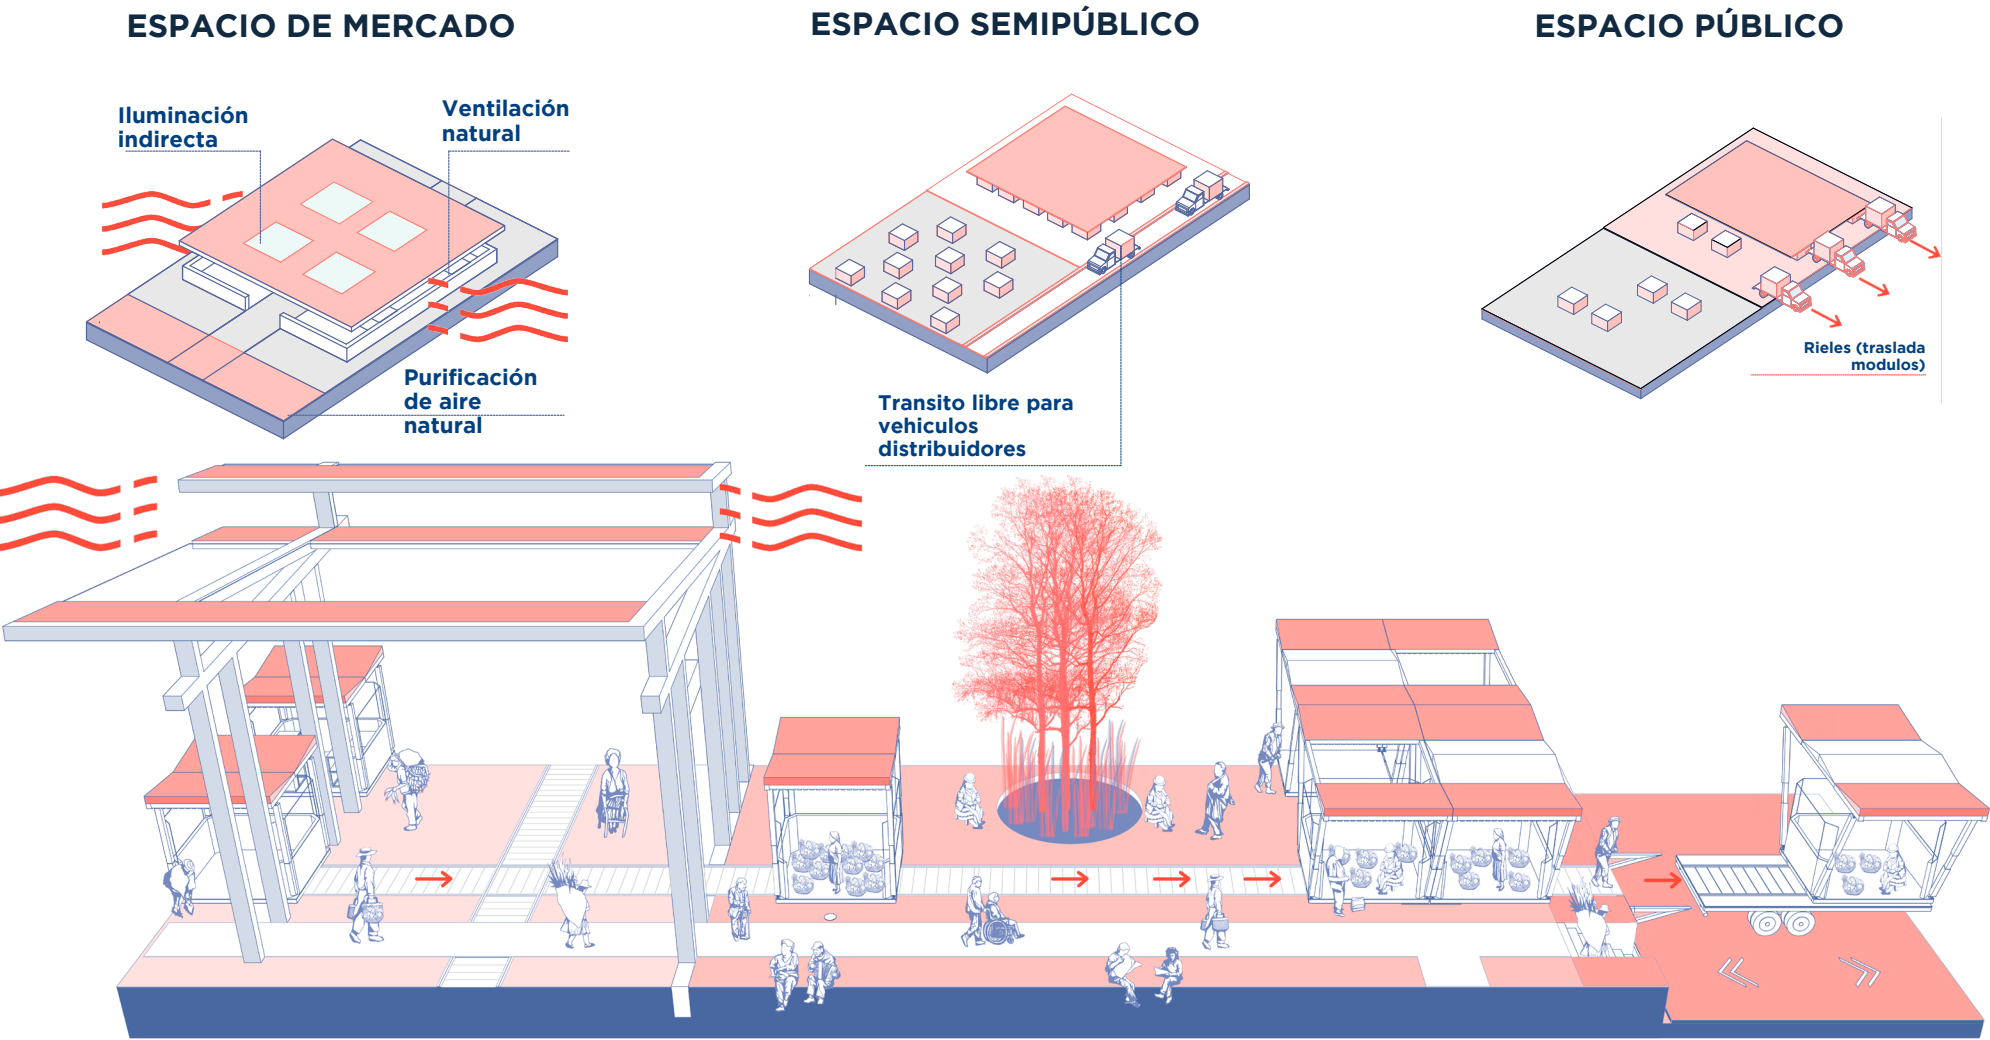 ESPACIO DE MERCADO
ESPACIO SEMIPÚBLICO
ESPACIO PÚBLICO
Iluminación
indirecta
Ventilación
natural
Purificación
de aire
natural
Transito libre para
vehiculos
distribuidores
Rieles (traslada
modulos)